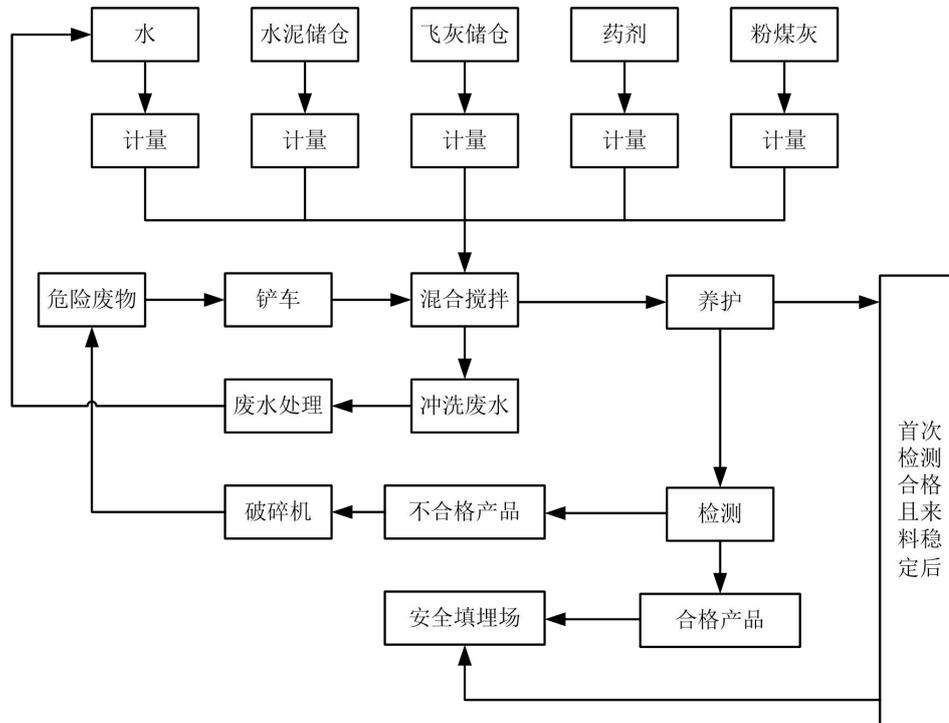 水
水泥储仓
飞灰储仓
药剂
粉煤灰
计量
计量
计量
计量
计量
危险废物
铲车
混合搅拌
养护
废水处理
冲洗废水
首次
检测
合格
且来
料稳
定后
破碎机
不合格产品
检测
安全填埋场
合格产品